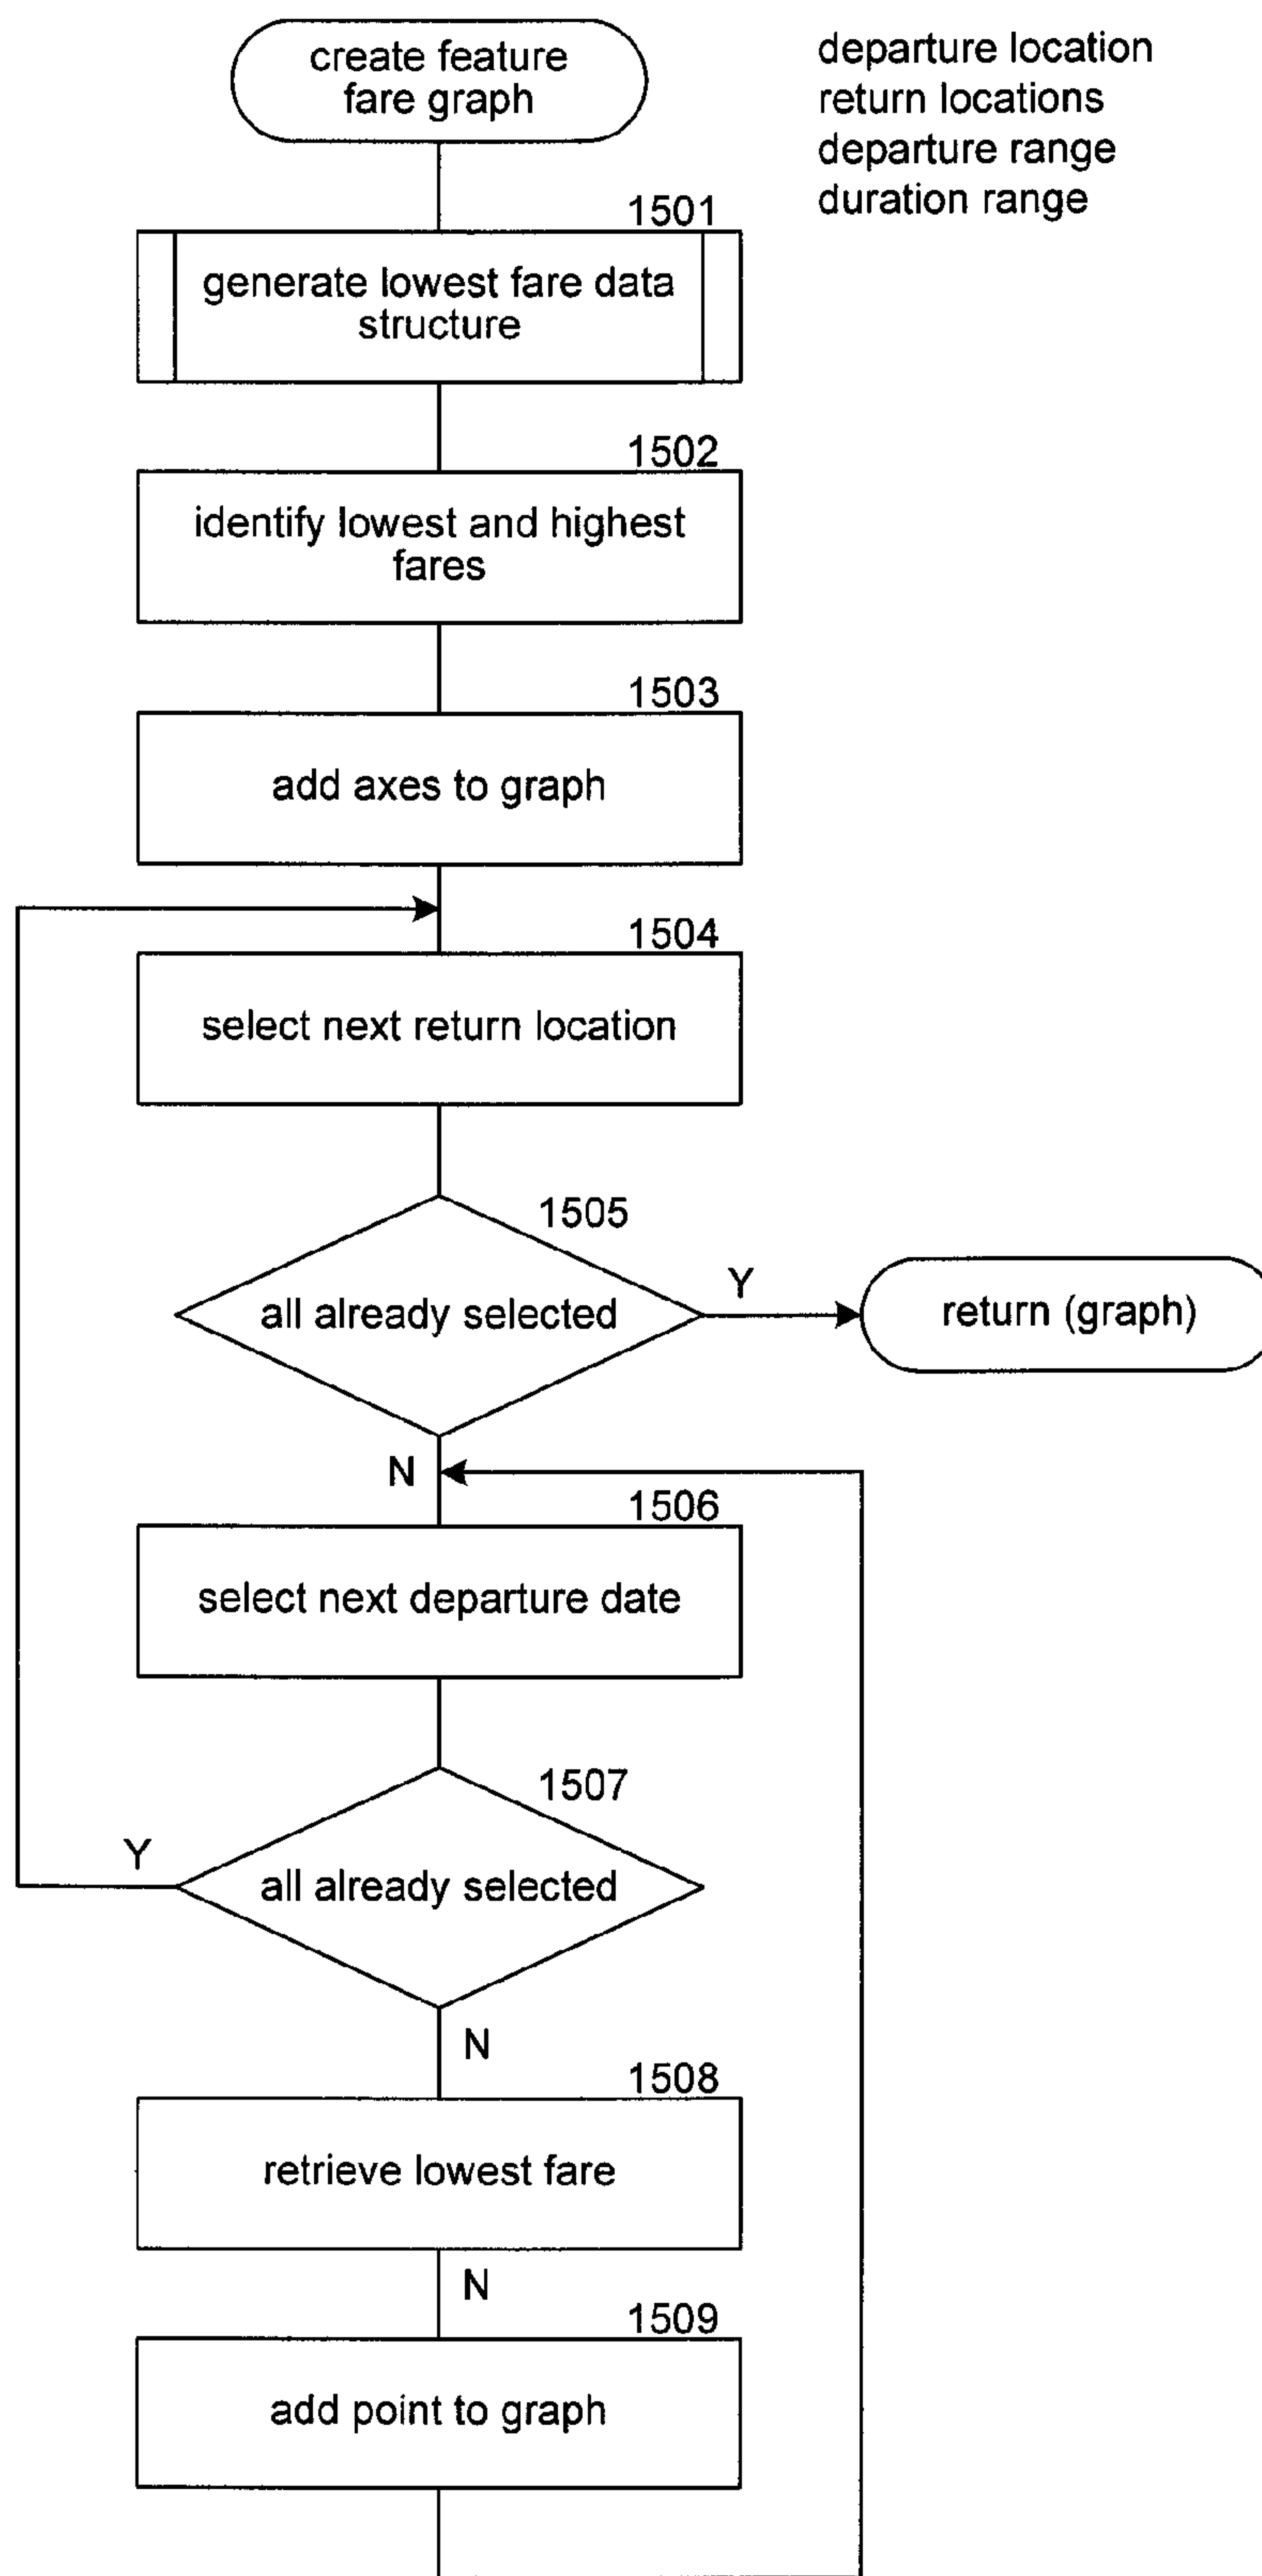 create feature
fare graph
departure location
return locations
departure range
duration range
1501
generate lowest fare data
structure
1502
identify lowest and highest
fares
1503
add axes to graph
1504
select next return location
1505
all already selected
Y
return (graph)
N
1506
select next departure date
1507
all already selected
Y
N
1508
retrieve lowest fare
N
1509
add point to graph